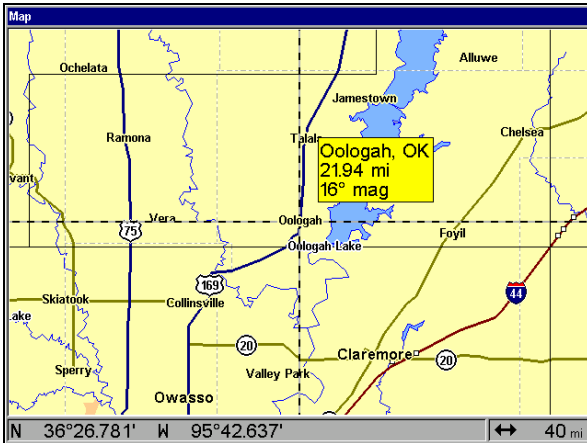 Map
Alluwe
Ochelata
Jamestown
Ramona
Talala
Chelsea
Oologah, OK
21.94 mi
16° mag
vant
Vera
Oologah
75
Foyil
Oologah Lake
169
44
Skiatook
Collinsville
Lake
20
Claremore
20
Sperry
Valley Park
Owasso
N 36°26.781' W 95°42.637'
40 mi